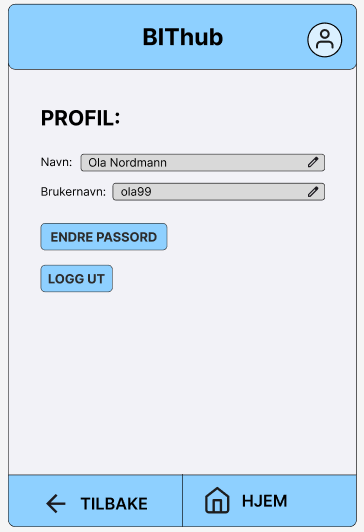 BIThub
PROFIL:
Navn: Ola Nordmann
Brukernavn: ola99
ENDRE PASSORD
LOGG UT
TILBAKE HJEM